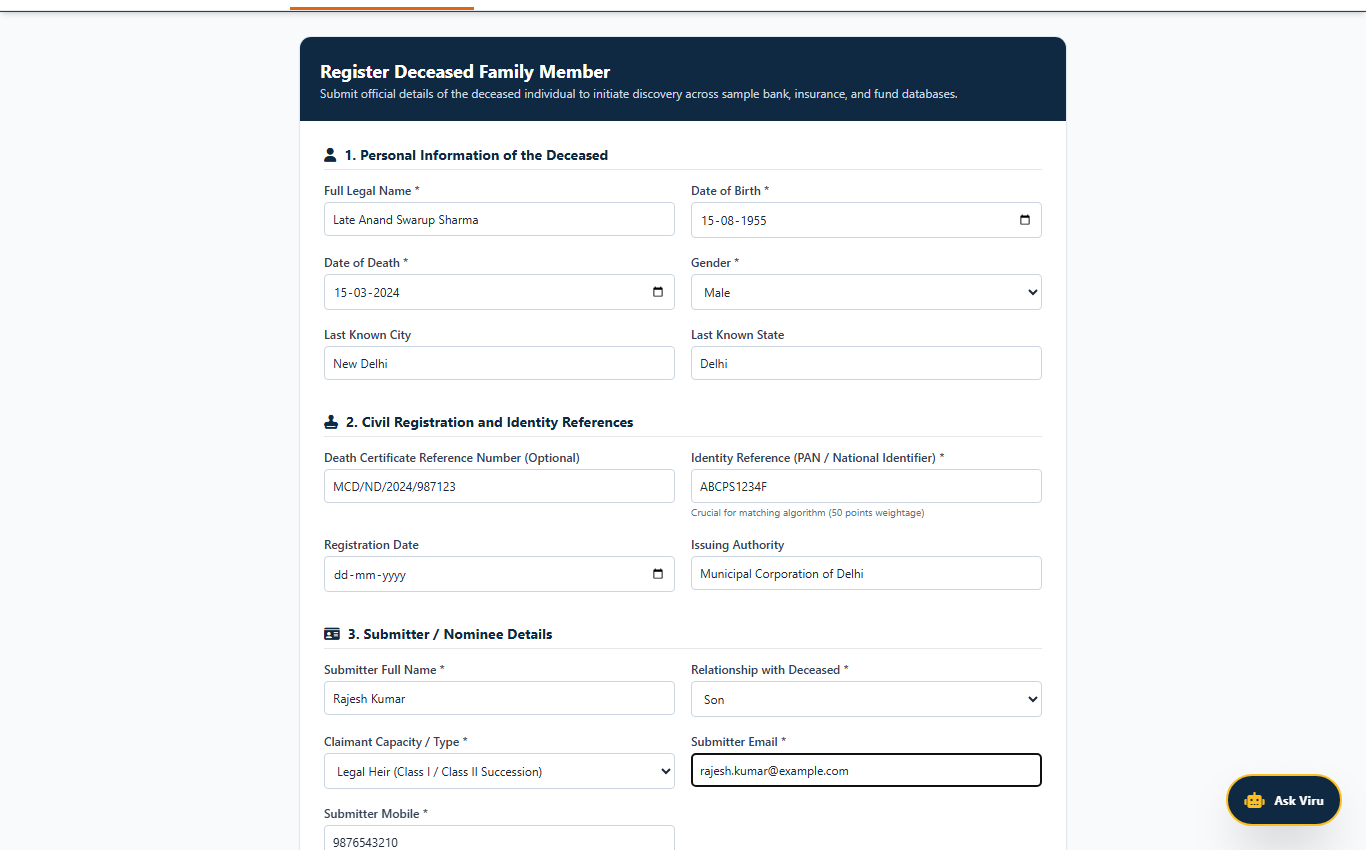 Register Deceased Family Member
Submit official details of the deceased individual to initiate discovery across sample bank, insurance, and fund databases.
1. Personal Information of the Deceased
Full Legal Name *
Date of Birth *
Late Anand Swarup Sharma
15-08-1955
Date of Death *
Gender *
15-03-2024
Male
Last Known City
Last Known State
New Delhi
Delhi
2. Civil Registration and Identity References
Death Certificate Reference Number (Optional)
Identity Reference (PAN / National Identifier) *
MCD/ND/2024/987123
ABCPS1234F
Crucial for matching algorithm (50 points weightage)
Registration Date
Issuing Authority
dd-mm-yyyy
Municipal Corporation of Delhi
3. Submitter / Nominee Details
Submitter Full Name *
Relationship with Deceased *
Rajesh Kumar
Son
Claimant Capacity / Type *
Submitter Email *
Legal Heir (Class I / Class II Succession)
rajesh.kumar@example.com
Submitter Mobile *
9876543210
Ask Viru